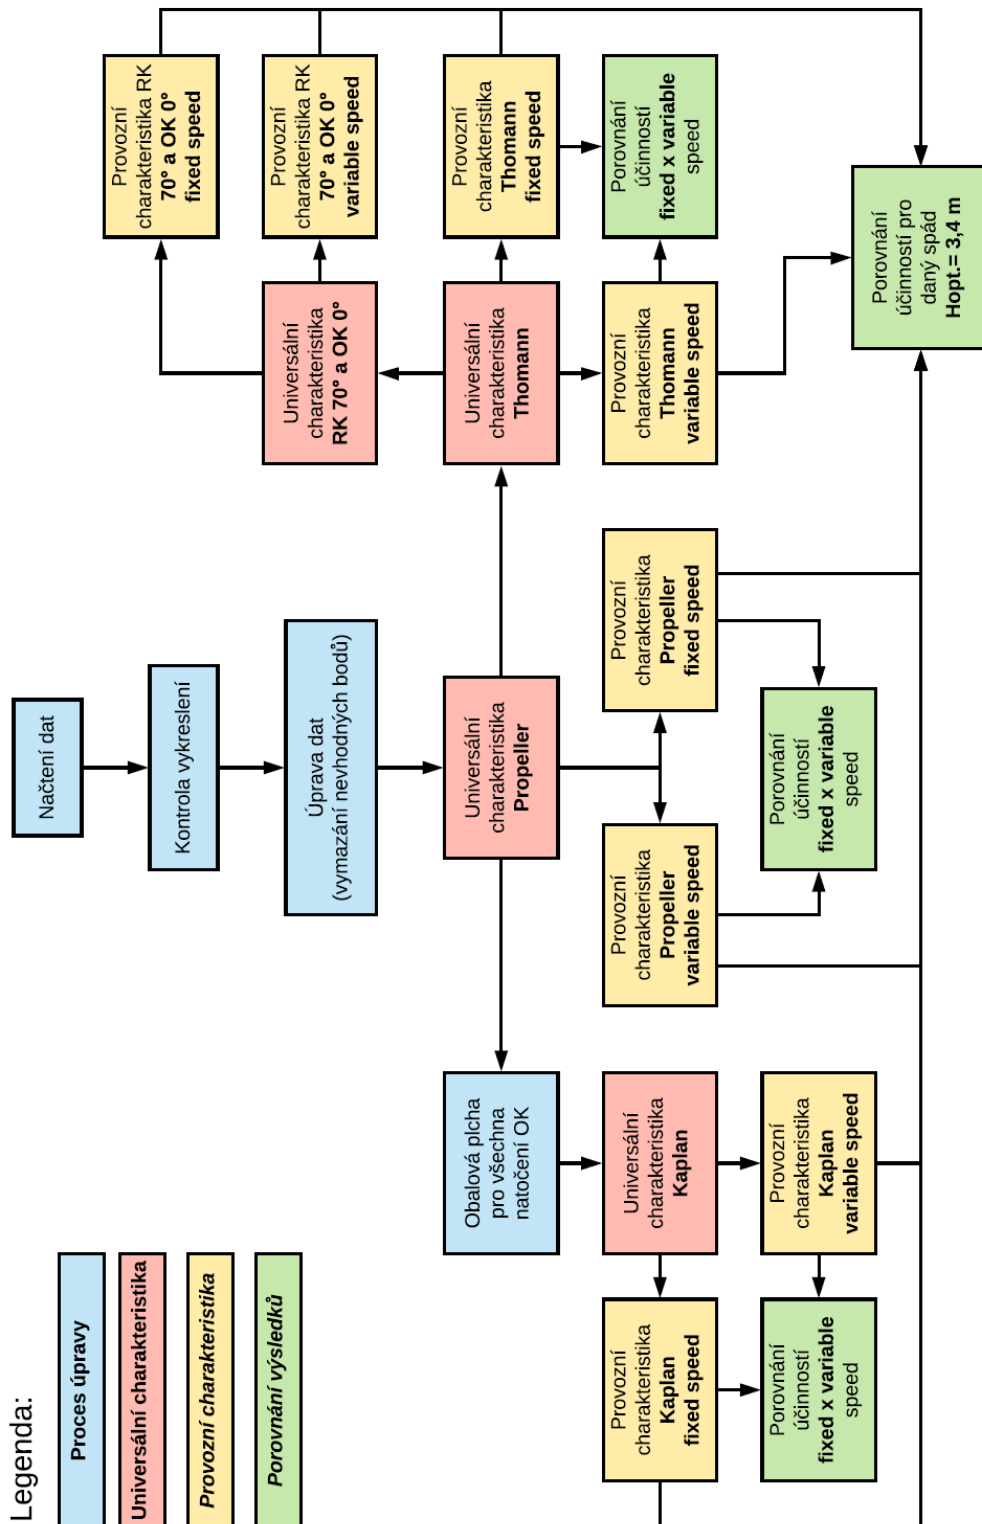 Legenda:
Proces úpravy
Universální charakteristika
Provozní charakteristika
Porovnání výsledků
Načtení dat
Kontrola vykreslení
Úprava dat
(vymazání nevhodných bodů)
Obalová plcha
pro všechna
natočení OK
Universální
charakteristika
Propeller
Universální
charakteristika
Thomann
Universální
charakteristika
RK 70° a OK 0°
Provozní
charakteristika RK
70° a OK 0°
fixed speed
Provozní
charakteristika RK
70° a OK 0°
variable speed
Provozní
charakteristika
Thomann
fixed speed
Provozní
charakteristika
Kaplan
fixed speed
Universální
charakteristika
Kaplan
Provozní
charakteristika
Propeller
variable speed
Provozní
charakteristika
Propeller
fixed speed
Provozní
charakteristika
Thomann
variable speed
Porovnání
účinností
fixed x variable
speed
Porovnání
účinností
fixed x variable
speed
Provozní
charakteristika
Kaplan
variable speed
Porovnání
účinností
fixed x variable
speed
Porovnání
účinností pro
daný spád
Hopt.= 3,4 m